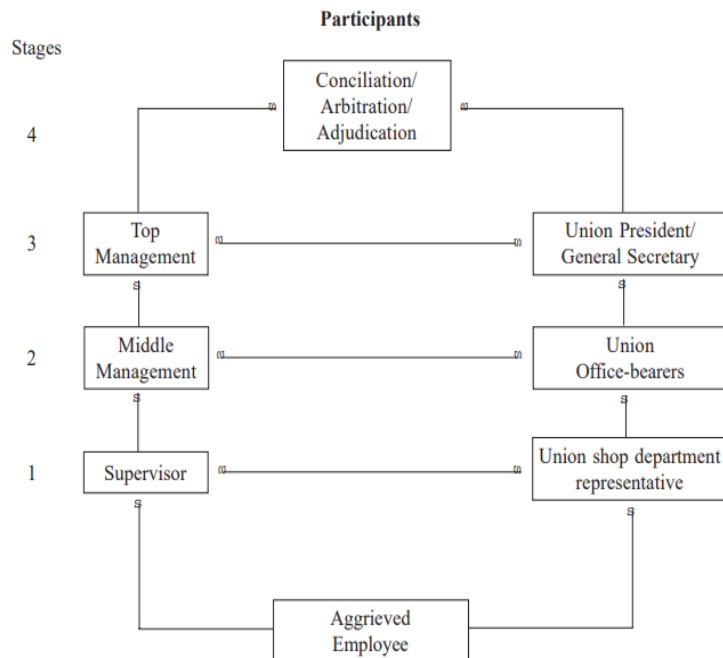 Participants
Stages
Conciliation/
Arbitration/
Adjudication
4
3
Top
Management
Union President/
General Secretary
2
Middle
Management
Union
Office-bearers
1
Supervisor
Union shop department
representative
Aggrieved
Employee